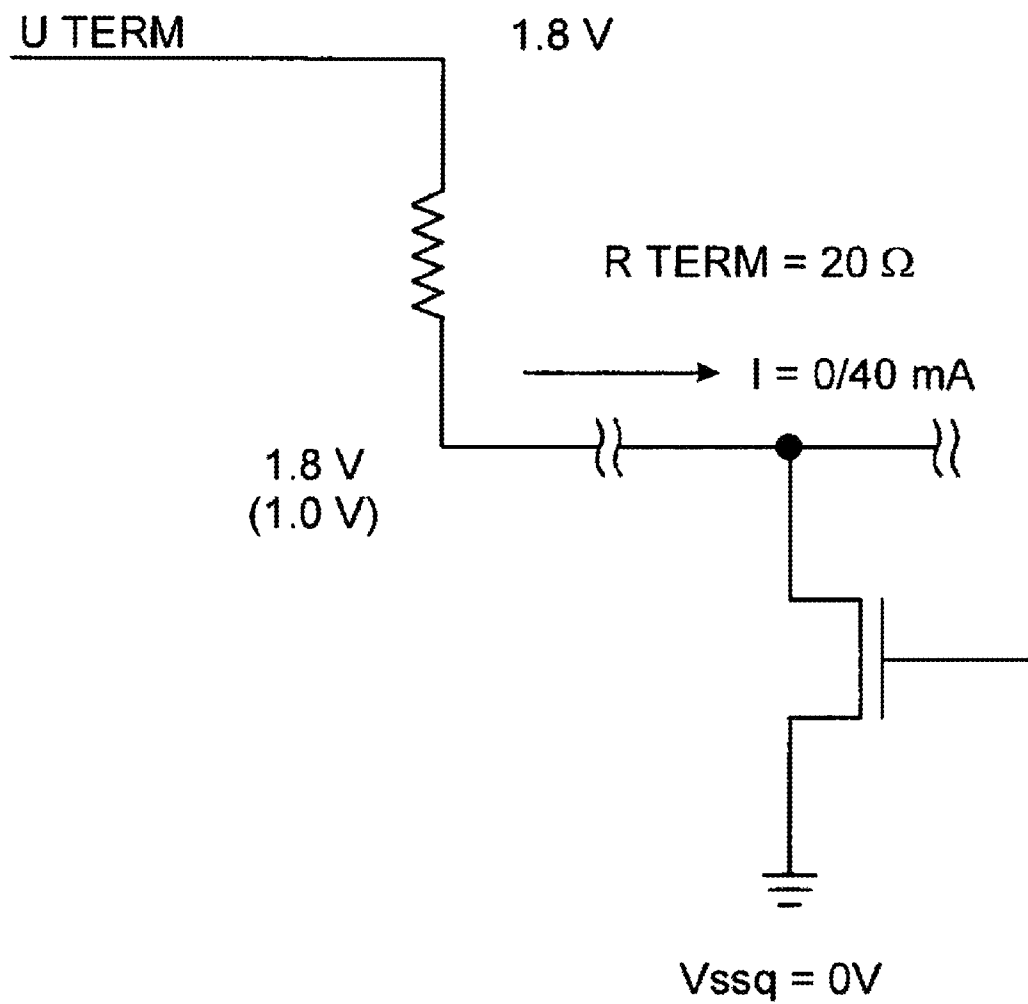 U TERM
1.8 V
R TERM = 20 Ω
I = 0/40 mA
1.8 V
(1.0 V)
Vssq = 0V